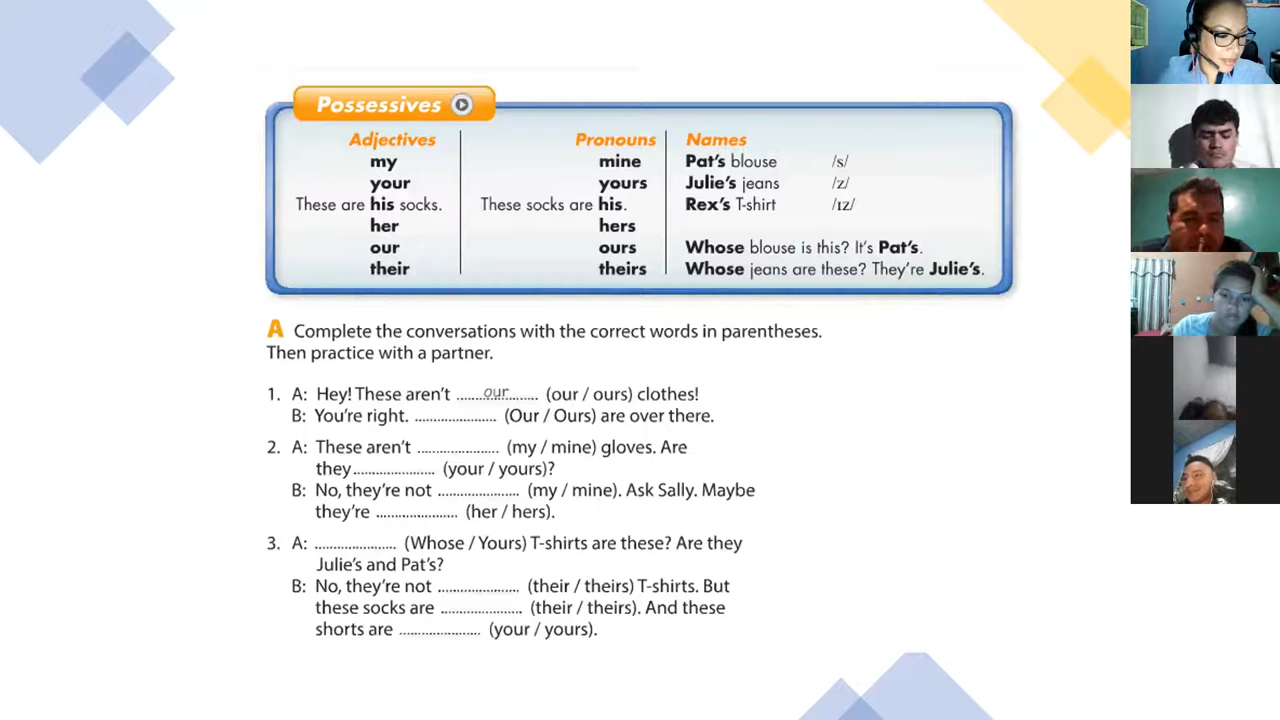 Possessives
Adjectives
my
your
These are his socks.
her
our
their
Pronouns
mine
yours
These socks are his.
hers
ours
theirs
Names
Pat's blouse /s/
Julie's jeans /z/
Rex's T-shirt /ɪz/
Whose blouse is this? It's Pat's.
Whose jeans are these? They're Julie's.
A Complete the conversations with the correct words in parentheses.
Then practice with a partner.
1. A: Hey! These aren't ......our...... (our / ours) clothes!
B: You're right. ...................... (Our / Ours) are over there.
2. A: These aren't ...................... (my / mine) gloves. Are
they...................... (your / yours)?
B: No, they're not ...................... (my / mine). Ask Sally. Maybe
they're ...................... (her / hers).
3. A: ...................... (Whose / Yours) T-shirts are these? Are they
Julie's and Pat's?
B: No, they're not ...................... (their / theirs) T-shirts. But
these socks are ...................... (their / theirs). And these
shorts are ...................... (your / yours).